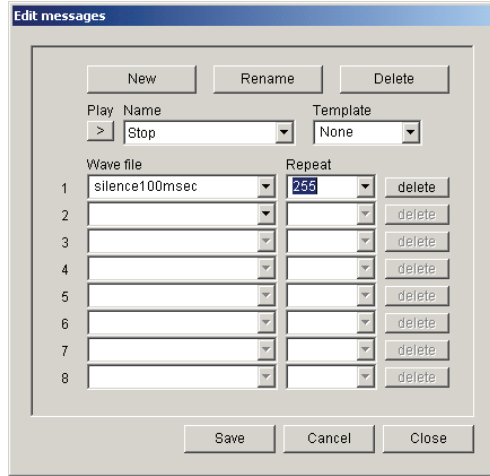 Edit messages
New Rename Delete
Play Name Template
> Stop None
Wave file Repeat
1 silence100msec 255 delete
2 delete
3 delete
4 delete
5 delete
6 delete
7 delete
8 delete
Save Cancel Close